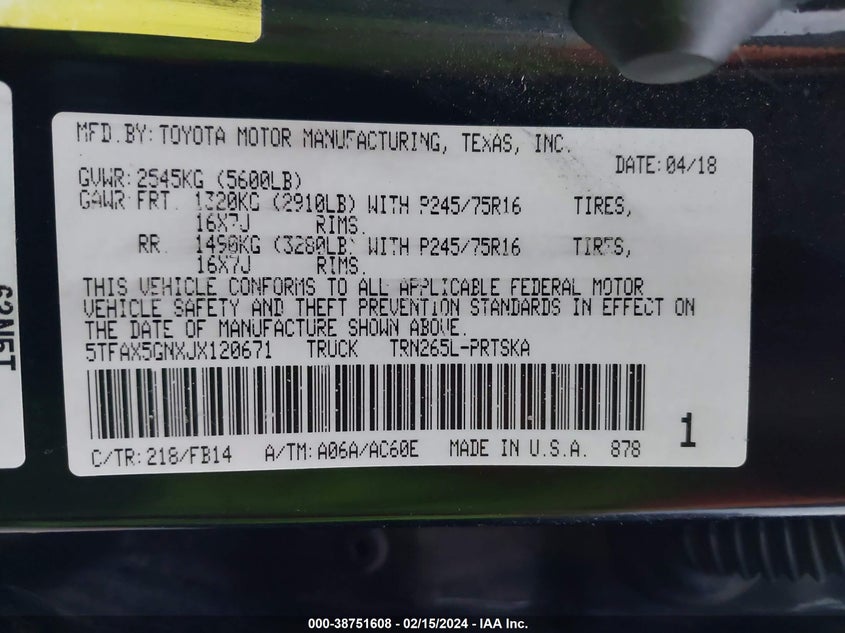 MFD.BY:TOYOTA MOTOR MANUFACTURING, TEXAS, INC.
DATE:04/18
GVWR:2545KG (5600LB)
GAWR:FRT. 1320KG (2910LB) WITH P245/75R16 TIRES,
16X7J RIMS.
RR. 1490KG (3280LB) WITH P245/75R16 TIRES,
16X7J RIMS.
THIS VEHICLE CONFORMS TO ALL APPLICABLE FEDERAL MOTOR
VEHICLE SAFETY AND THEFT PREVENTION STANDARDS IN EFFECT ON
THE DATE OF MANUFACTURE SHOWN ABOVE.
5TFAX5GNXJX120671 TRUCK TRN265L-PRTSKA
C/TR:218/FB14 A/TM:A06A/AC60E MADE IN U.S.A. 878
1
62N5T
000-38751608 - 02/15/2024 - IAA Inc.